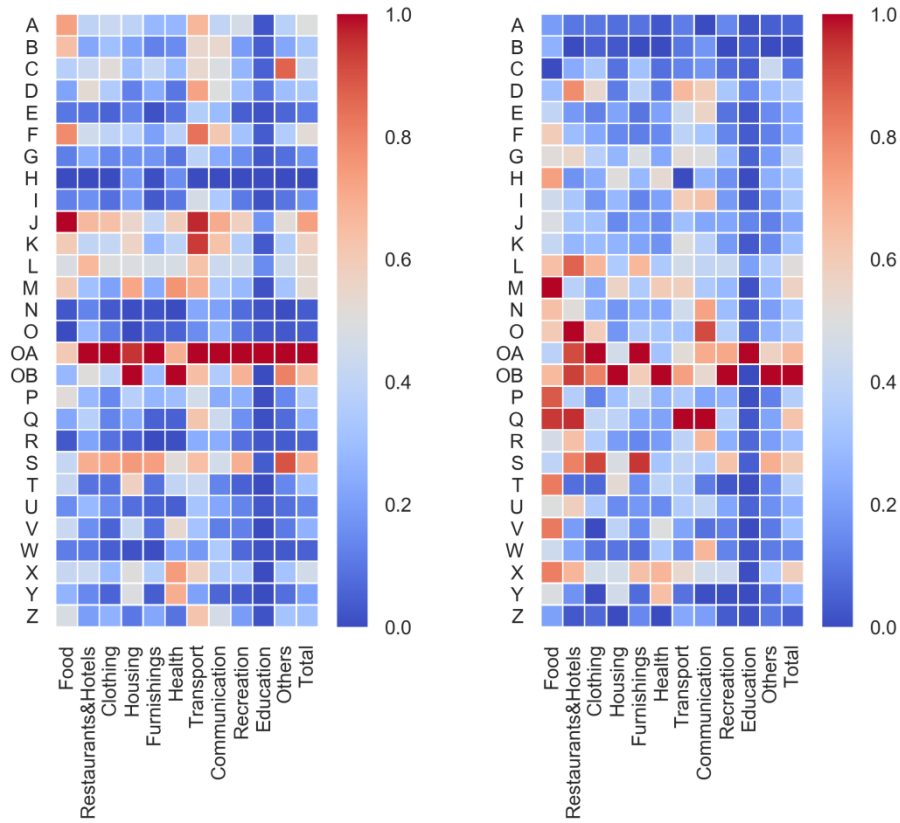 A
B
C
D
E
F
G
H
I
J
K
L
M
N
O
OA
OB
P
Q
R
S
T
U
V
W
X
Y
Z
Food
Restaurants&Hotels
Clothing
Housing
Furnishings
Health
Transport
Communication
Recreation
Education
Others
Total
1.0
0.8
0.6
0.4
0.2
0.0
A
B
C
D
E
F
G
H
I
J
K
L
M
N
O
OA
OB
P
Q
R
S
T
U
V
W
X
Y
Z
Food
Restaurants&Hotels
Clothing
Housing
Furnishings
Health
Transport
Communication
Recreation
Education
Others
Total
1.0
0.8
0.6
0.4
0.2
0.0